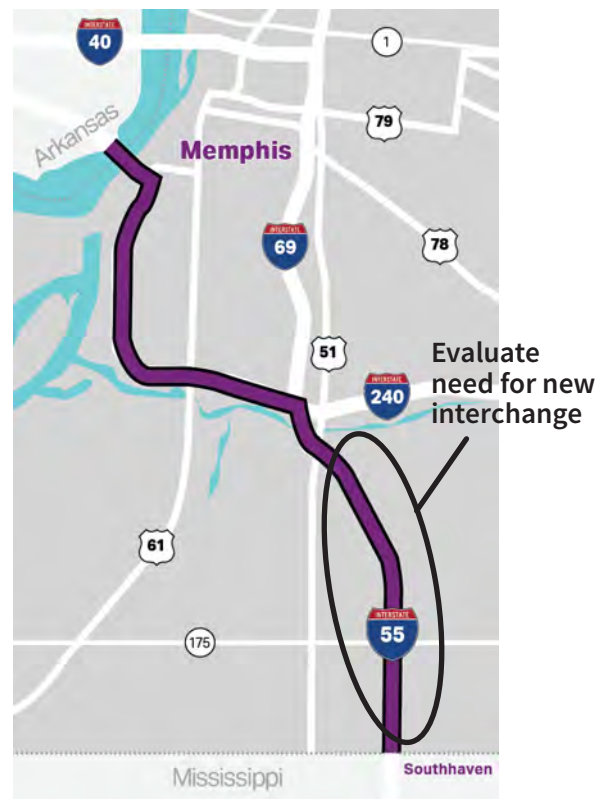 INTERSTATE
40
1
Arkansas
79
Memphis
INTERSTATE
69
78
51
Evaluate
need for new
interchange
INTERSTATE
240
61
INTERSTATE
55
175
Southhaven
Mississippi